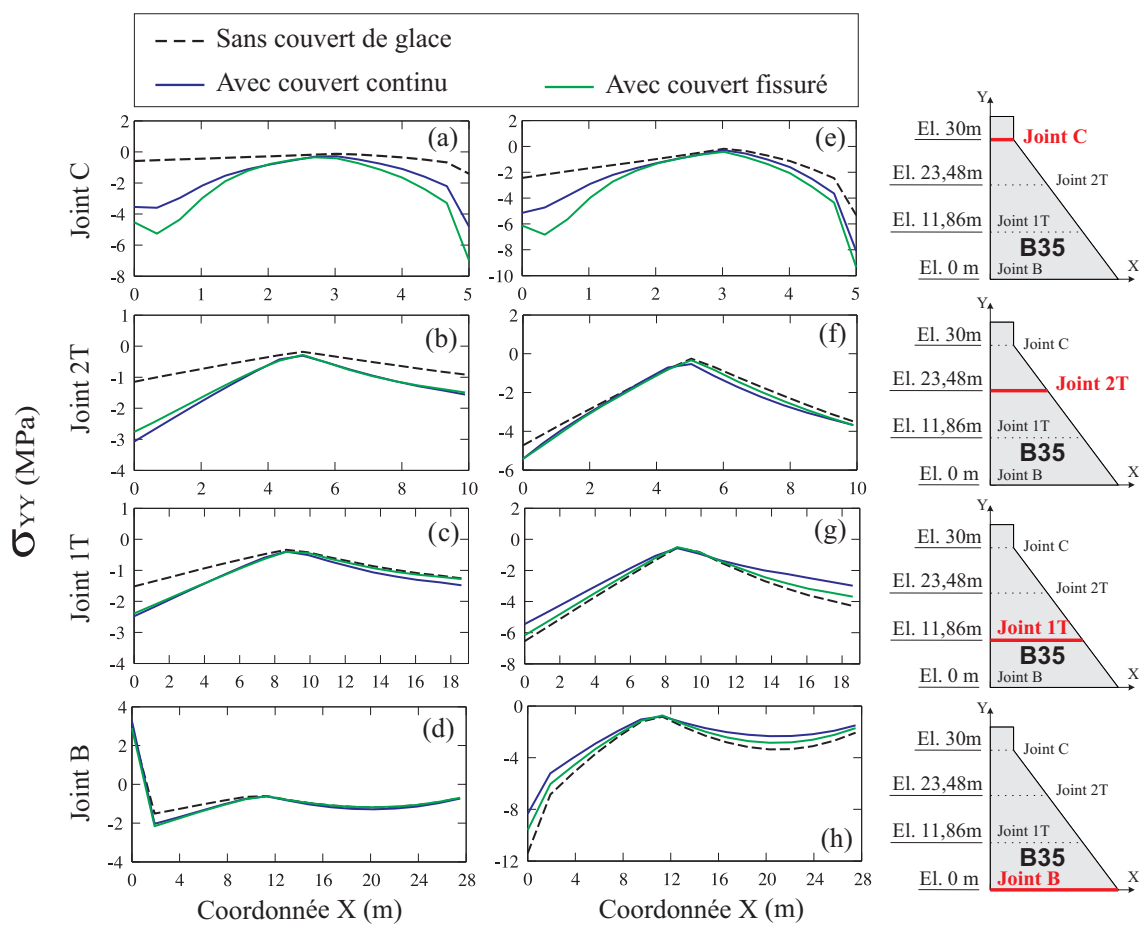 Sans couvert de glace
Avec couvert continu
Avec couvert fissuré
σYY (MPa)
Joint C
2
0
-2
-4
-6
-8
(a)
0 1 2 3 4 5
2
0
-2
-4
-6
-8
-10
(e)
0 1 2 3 4 5
Y
El. 30m
Joint C
El. 23,48m
Joint 2T
El. 11,86m
Joint 1T
B35
El. 0 m
Joint B
X
Joint 2T
1
0
-1
-2
-3
-4
(b)
0 2 4 6 8 10
2
0
-2
-4
-6
(f)
0 2 4 6 8 10
Y
El. 30m
Joint C
El. 23,48m
Joint 2T
El. 11,86m
Joint 1T
B35
El. 0 m
Joint B
X
Joint 1T
1
0
-1
-2
-3
-4
(c)
0 2 4 6 8 10 12 14 16 18
2
0
-2
-4
-6
-8
(g)
0 2 4 6 8 10 12 14 16 18
Y
El. 30m
Joint C
El. 23,48m
Joint 2T
El. 11,86m
Joint 1T
B35
El. 0 m
Joint B
X
Joint B
4
2
0
-2
-4
(d)
0 4 8 12 16 20 24 28
0
-4
-8
-12
(h)
0 4 8 12 16 20 24 28
Y
El. 30m
Joint C
El. 23,48m
Joint 2T
El. 11,86m
Joint 1T
B35
El. 0 m
Joint B
X
Coordonnée X (m)
Coordonnée X (m)